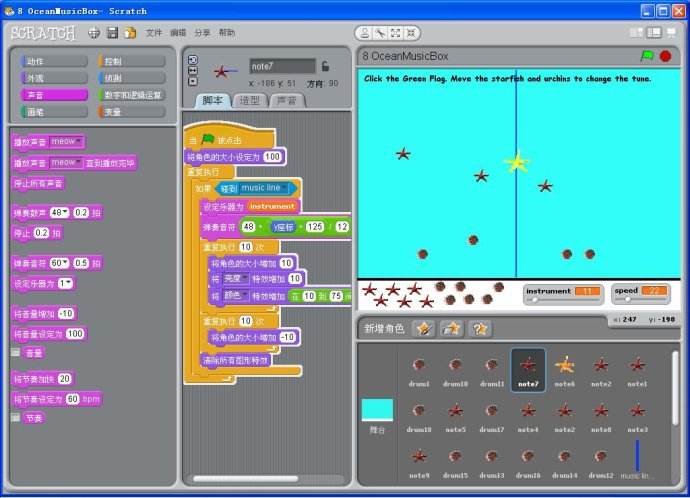 8 OceanMusicBox- Scratch
SCRATCH 文件 编辑 分享 帮助
动作 控制
外观 侦测
声音 数字和逻辑运算
画笔 变量
播放声音 meow
播放声音 meow 直到播放完毕
停止所有声音
弹奏鼓声 48 0.2 拍
停止 0.2 拍
弹奏音符 60 0.5 拍
设定乐器为 1
将音量增加 -10
将音量设定为 100
音量
将节奏加快 20
将节奏设定为 60 bpm
节奏
note7
x: -186 y: 51 方向: 90
脚本 造型 声音
当 被点击
将角色的大小设定为 100
重复执行
如果 碰到 music line
设定乐器为 instrument
弹奏音符 48 + Y座标 + 125 / 12
重复执行 10 次
将角色的大小增加 10
将 亮度 特效增加 10
将 颜色 特效增加 在 10 到 75
重复执行 10 次
将角色的大小增加 -10
清除所有图形特效
8 OceanMusicBox
Click the Green Flag. Move the starfish and urchins to change the tune.
instrument 11 speed 22
x: 247 y: -190
新增角色
舞台
drum1 drum10 drum11 note7 note6 note2 note1
drum18 note5 drum17 note4 note2 note8 note3
note9 drum15 drum13 drum16 drum14 drum12 music lin...